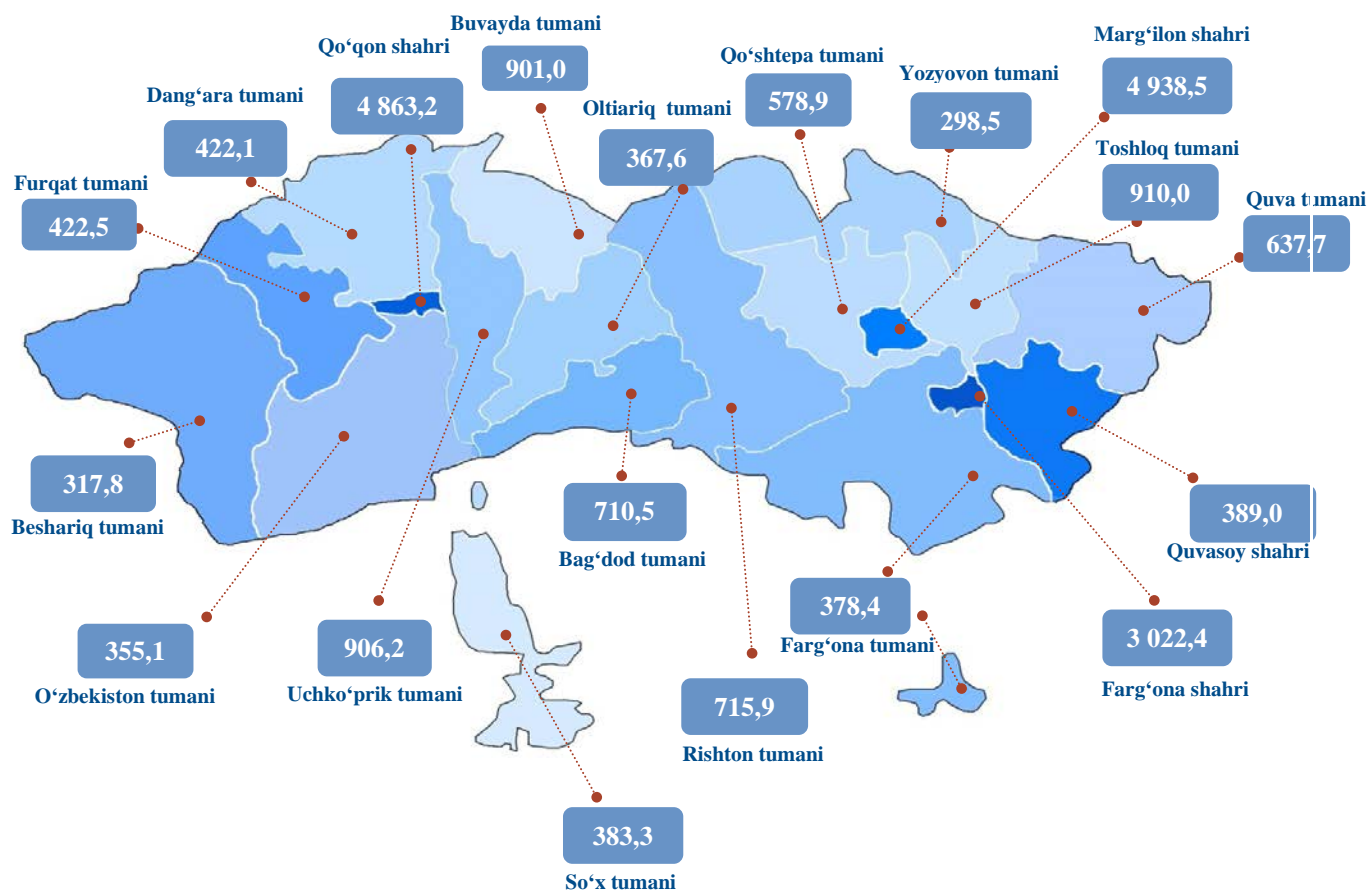 Buvayda tumani
901,0
Qo‘qon shahri
4 863,2
Dang‘ara tumani
422,1
Furqat tumani
422,5
Oltiariq tumani
367,6
Qo‘shtepa tumani
578,9
Yozyovon tumani
298,5
Marg‘ilon shahri
4 938,5
Toshloq tumani
910,0
Quva tumani
637,7
317,8
Beshariq tumani
355,1
O‘zbekiston tumani
906,2
Uchko‘prik tumani
710,5
Bag‘dod tumani
715,9
Rishton tumani
378,4
Farg‘ona tumani
389,0
Quvasoy shahri
3 022,4
Farg‘ona shahri
383,3
So‘x tumani